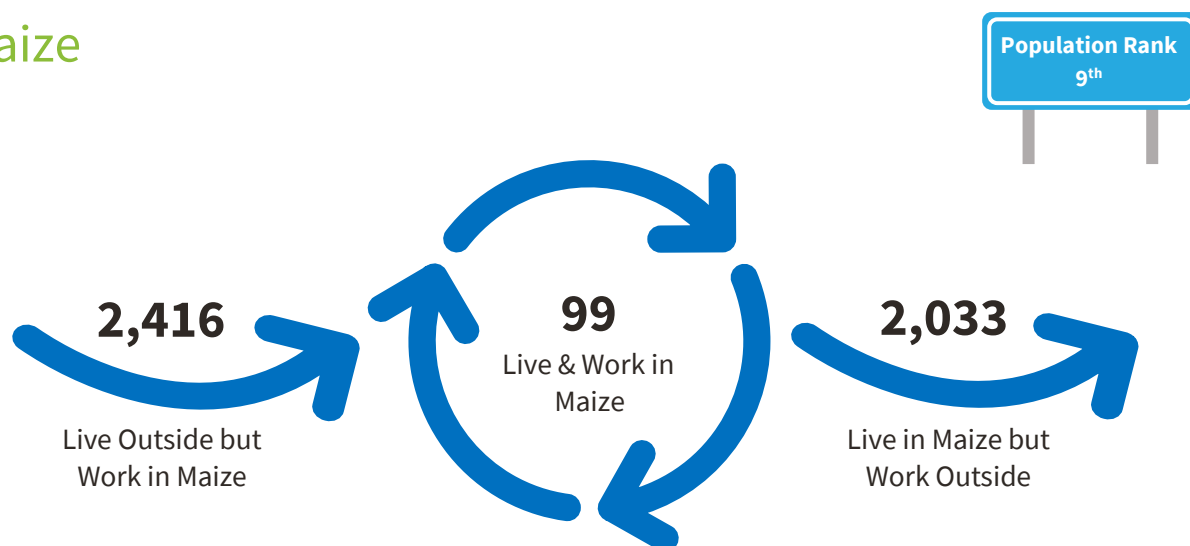 aize
Population Rank
9th
2,416
Live Outside but
Work in Maize
99
Live & Work in
Maize
2,033
Live in Maize but
Work Outside